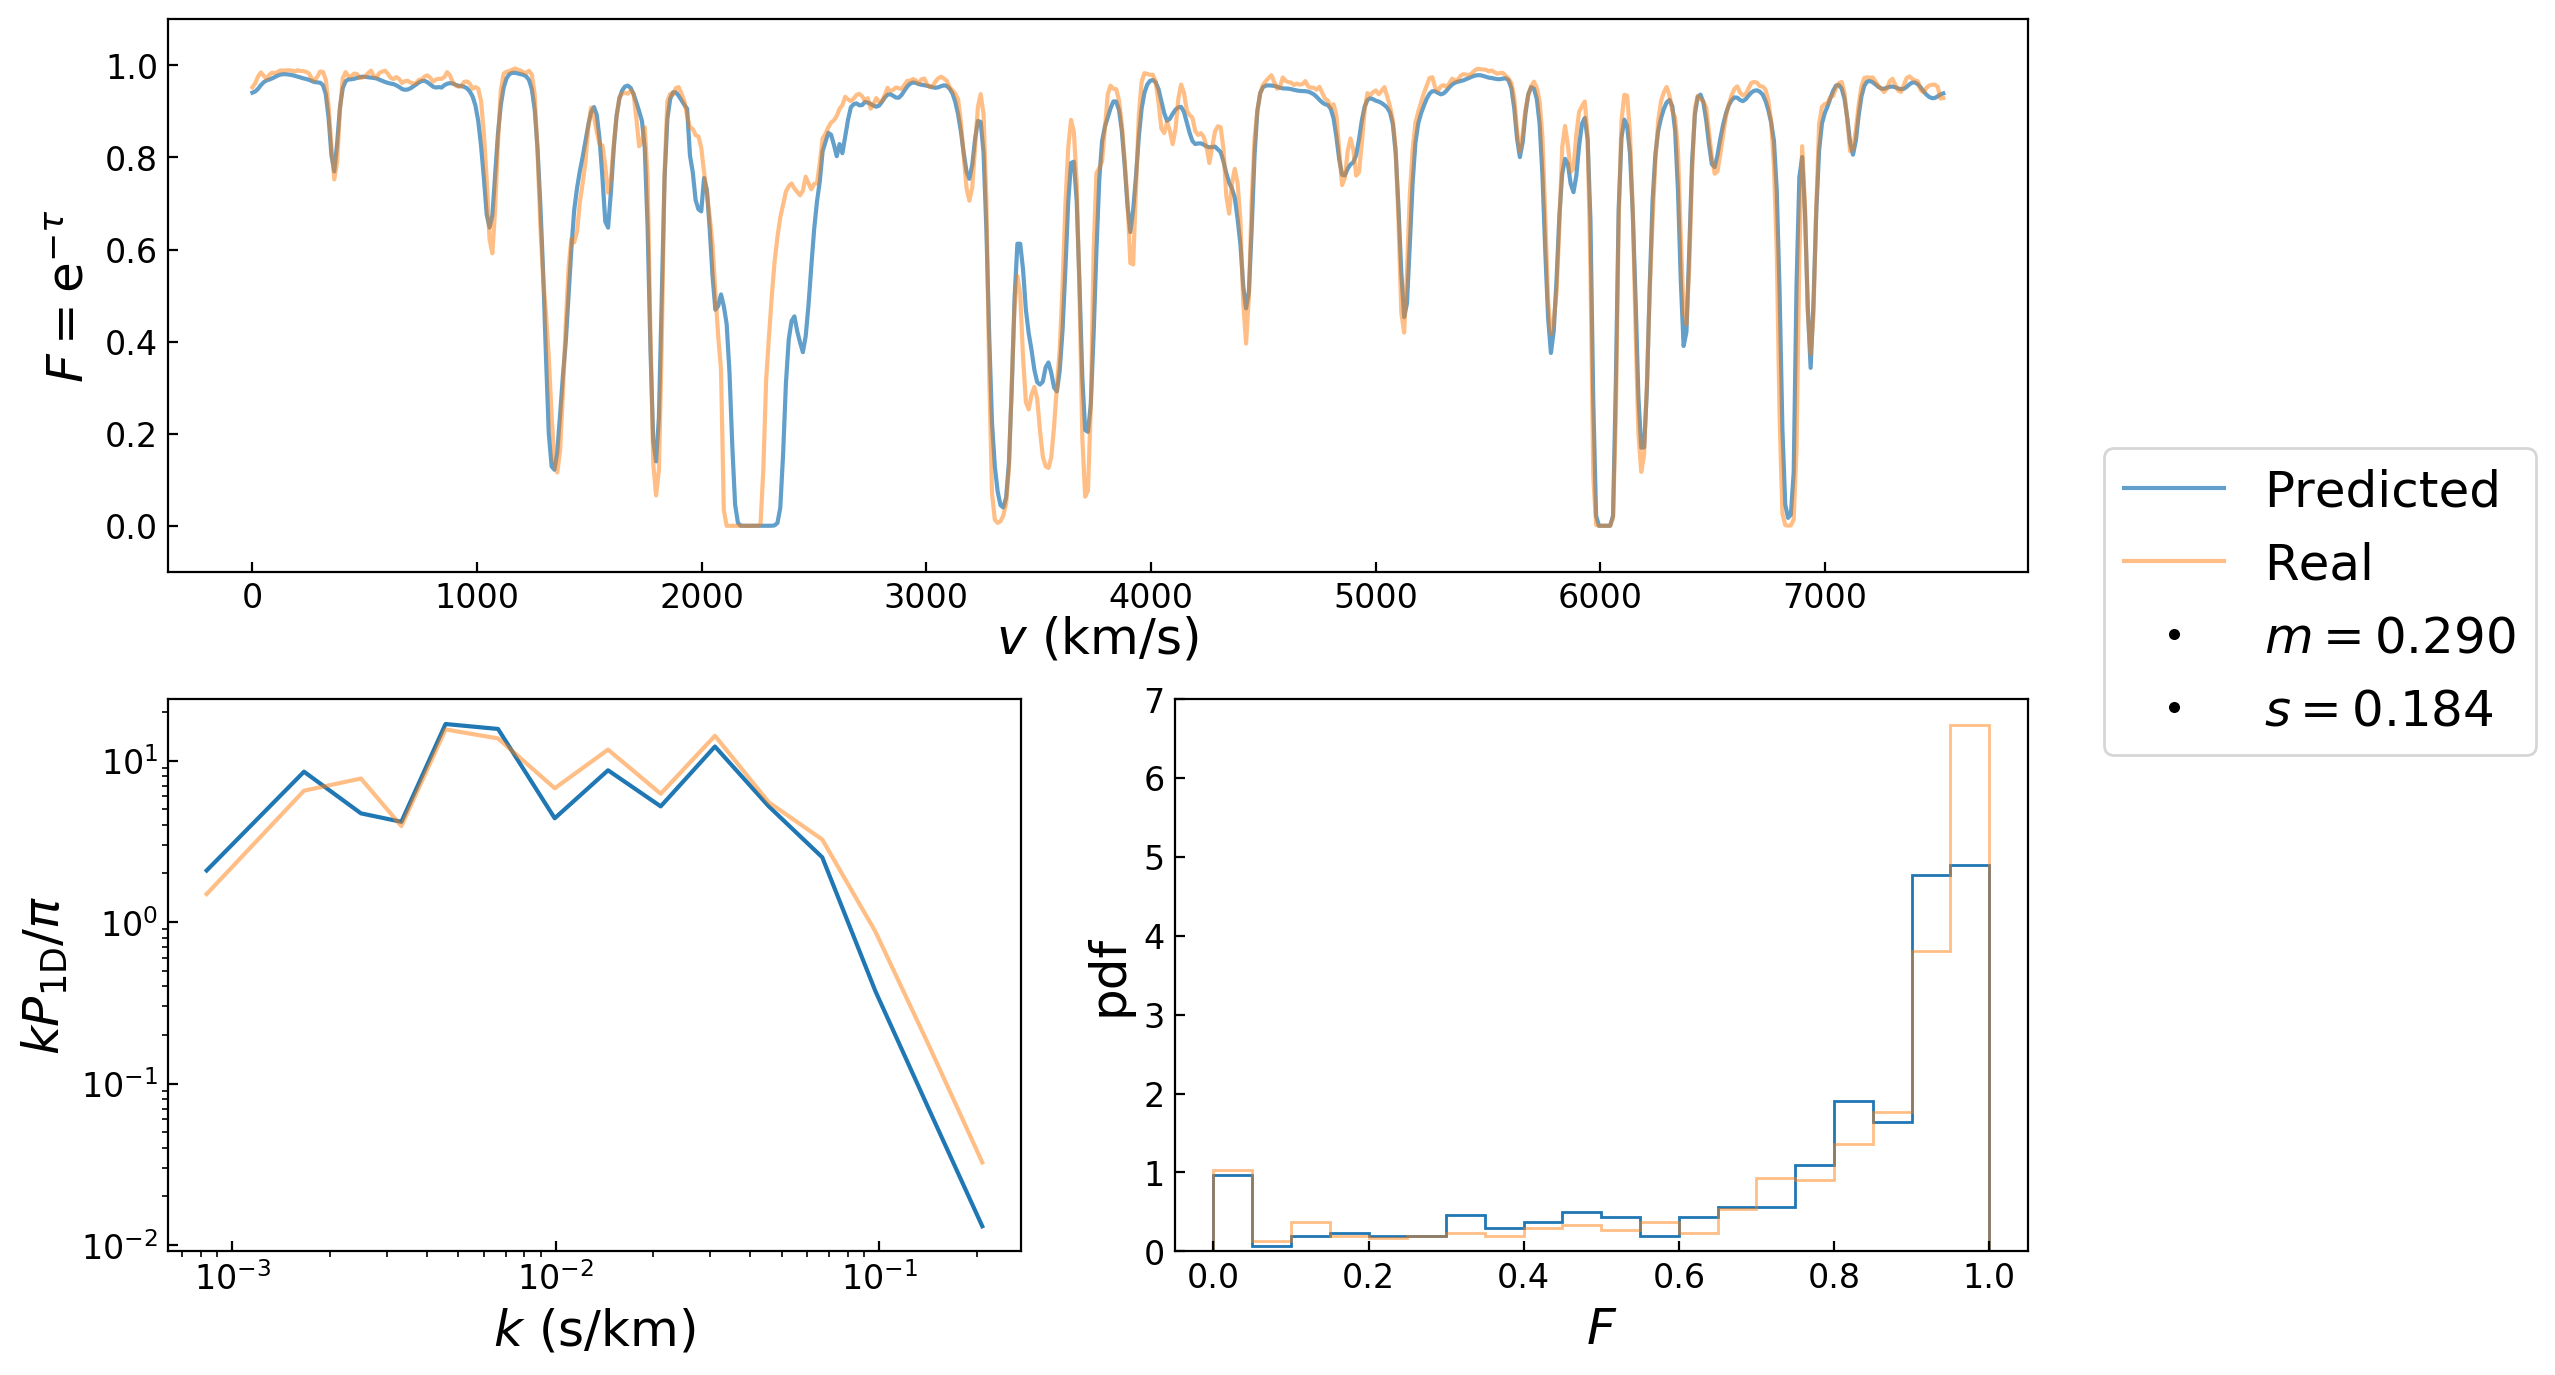 1.0
0.8
0.6
0.4
0.2
0.0
F = e^{−τ}
0 1000 2000 3000 4000 5000 6000 7000
v (km/s)
Predicted
Real
m = 0.290
s = 0.184
10^1
10^0
10^{−1}
10^{−2}
kP_{1D}/π
10^{−3} 10^{−2} 10^{−1}
k (s/km)
7
6
5
4
3
2
1
0
pdf
0.0 0.2 0.4 0.6 0.8 1.0
F